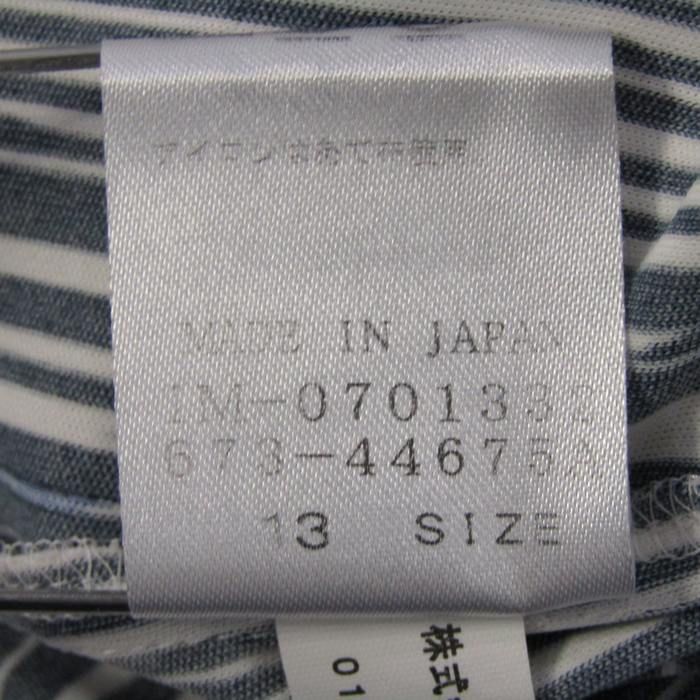 アイロンはあて布使用
MADE IN JAPAN
IM-0701332
673-44675A
13 SIZE
株式
01